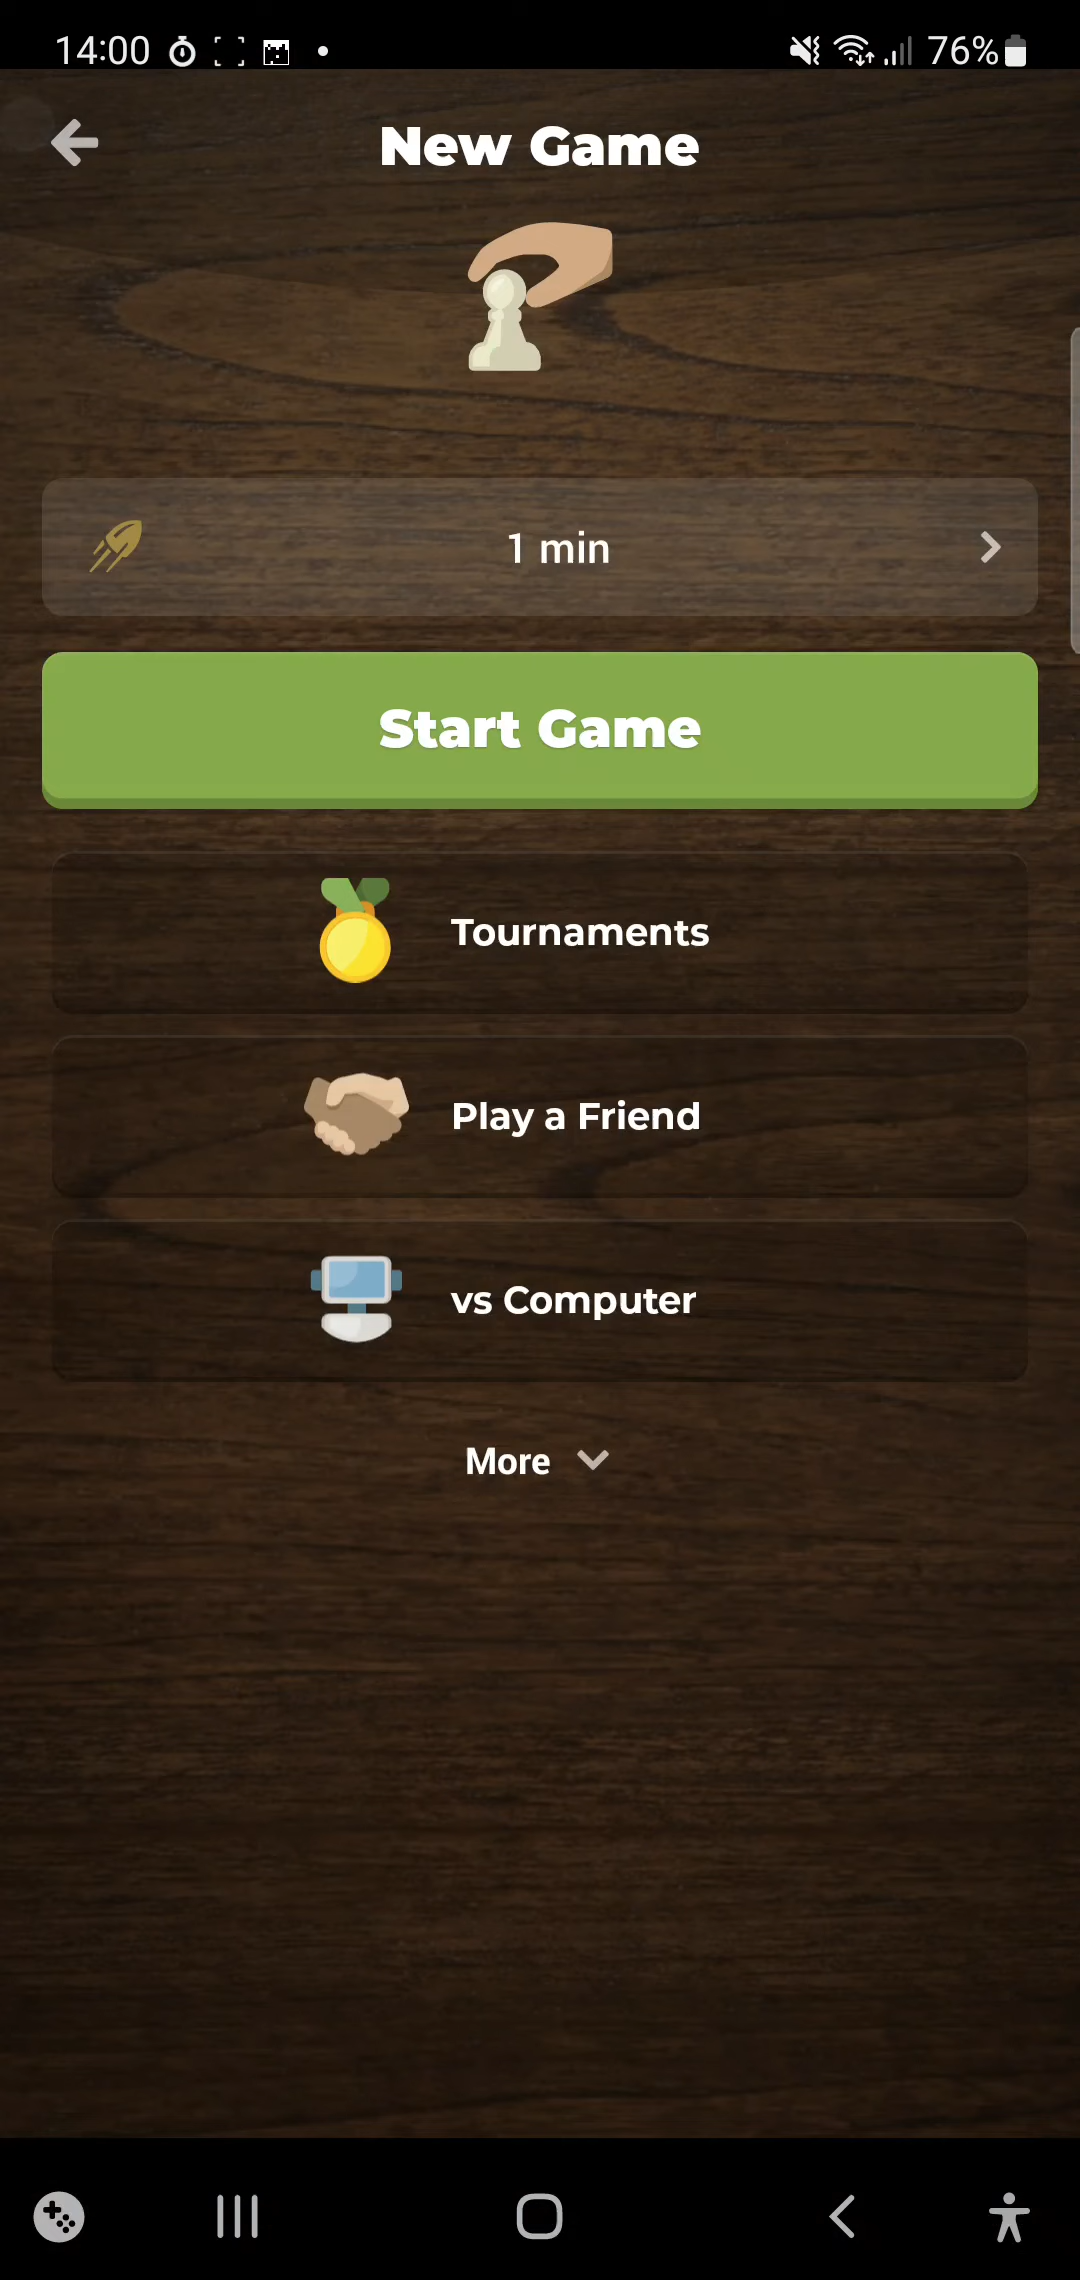 14:00
76%
New Game
1 min
Start Game
Tournaments
Play a Friend
vs Computer
More